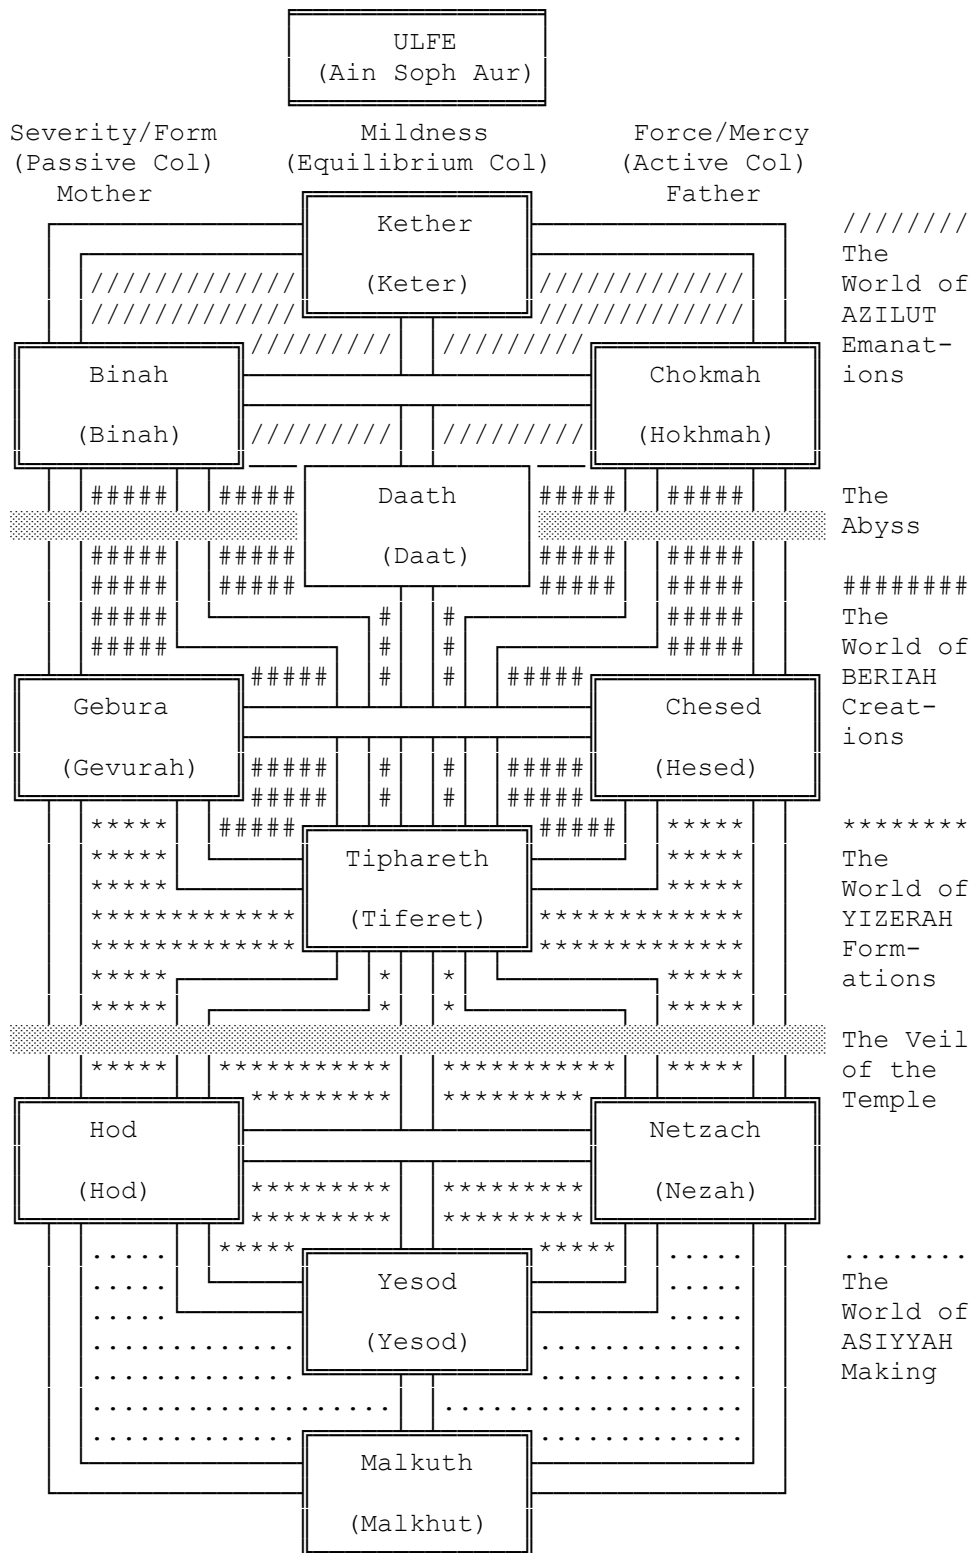 ULFE
(Ain Soph Aur)
Severity/Form Mildness Force/Mercy
(Passive Col) (Equilibrium Col) (Active Col)
Mother Father
Kether
(Keter)
////////
The
World of
AZILUT
Emanat-
ions
Binah Chokmah
(Binah) (Hokhmah)
Daath
(Daat)
The
Abyss
########
The
World of
BERIAH
Creat-
ions
Gebura Chesed
(Gevurah) (Hesed)
Tiphareth
(Tiferet)
********
The
World of
YIZERAH
Form-
ations
The Veil
of the
Temple
Hod Netzach
(Hod) (Nezah)
Yesod
(Yesod)
........
The
World of
ASIYYAH
Making
Malkuth
(Malkhut)